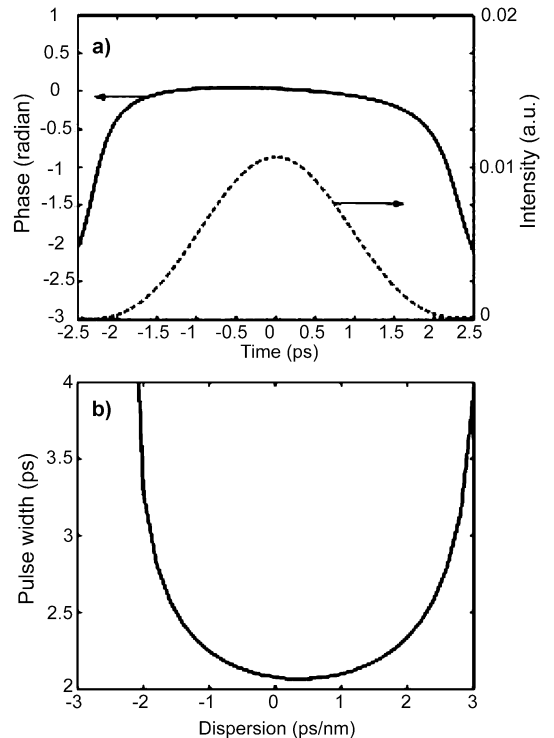 a)
Phase (radian)
1
0.5
0
-0.5
-1
-1.5
-2
-2.5
-3
0.02
0.01
0
Intensity (a.u.)
-2.5 -2 -1.5 -1 -0.5 0 0.5 1 1.5 2 2.5
Time (ps)
b)
Pulse width (ps)
4
3.5
3
2.5
2
-3 -2 -1 0 1 2 3
Dispersion (ps/nm)